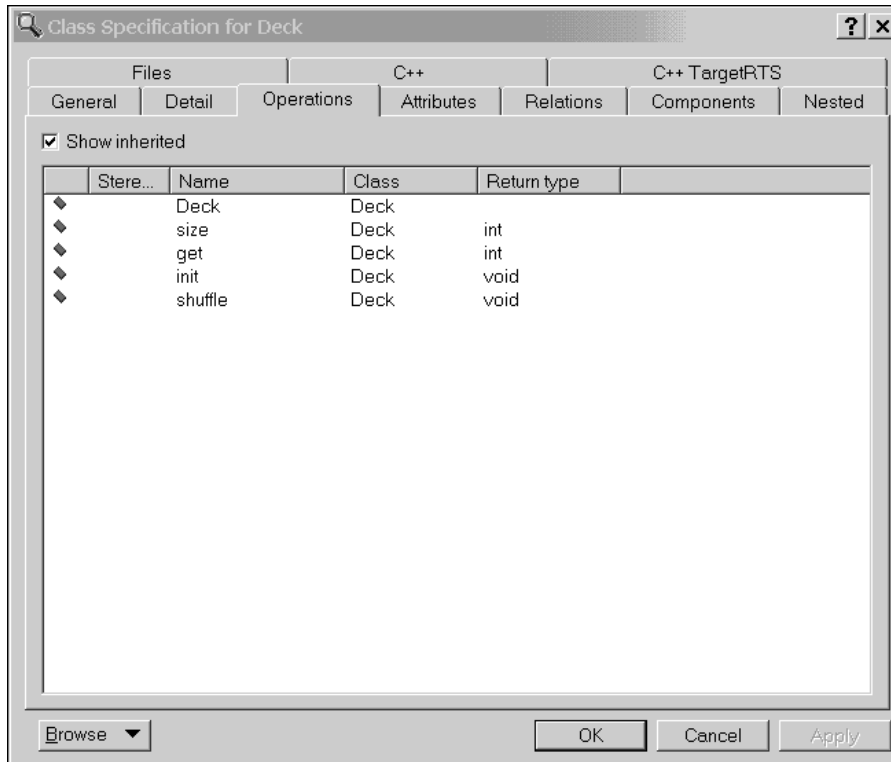 Class Specification for Deck
Files C++ C++ TargetRTS
General Detail Operations Attributes Relations Components Nested
Show inherited
Stere... Name Class Return type
Deck Deck
size Deck int
get Deck int
init Deck void
shuffle Deck void
Browse OK Cancel Apply